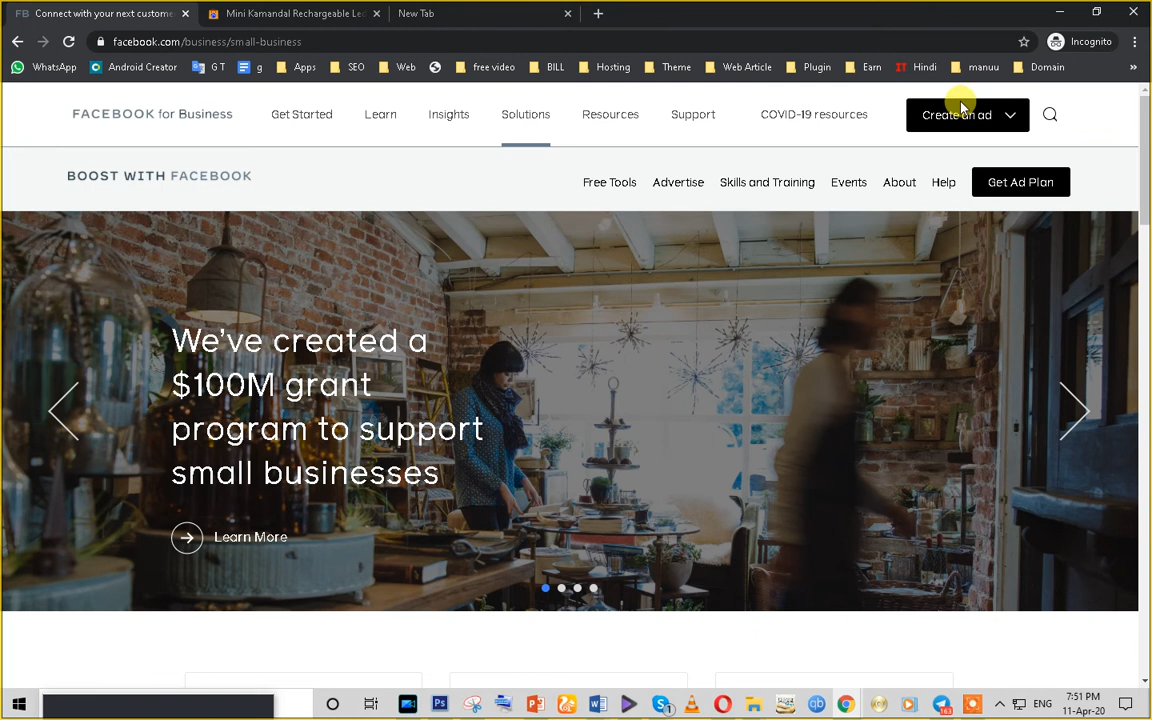 FB Connect with your next custome
Mini Kamandal Rechargeable Led
New Tab
facebook.com/business/small-business
Incognito
WhatsApp
Android Creator
G T
g
Apps
SEO
Web
free video
BILL
Hosting
Theme
Web Article
Plugin
Earn
IT Hindi
manuu
Domain
»
FACEBOOK for Business
Get Started
Learn
Insights
Solutions
Resources
Support
COVID-19 resources
Create an ad
BOOST WITH FACEBOOK
Free Tools
Advertise
Skills and Training
Events
About
Help
Get Ad Plan
We've created a
$100M grant
program to support
small businesses
Learn More
ENG
7:51 PM
11-Apr-20